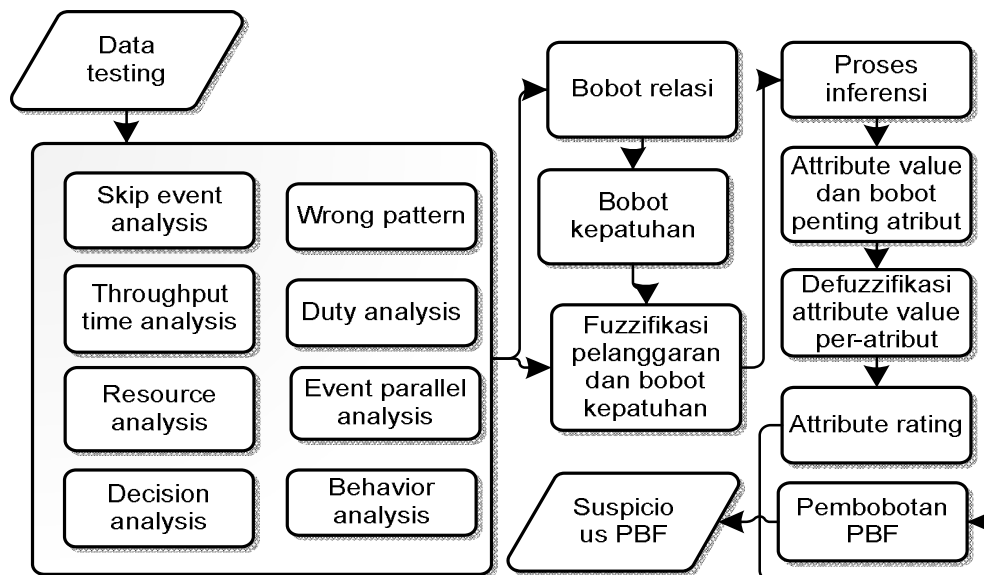 Data
testing
Skip event
analysis
Wrong pattern
Throughput
time analysis
Duty analysis
Resource
analysis
Event parallel
analysis
Decision
analysis
Behavior
analysis
Bobot relasi
Bobot
kepatuhan
Fuzzifikasi
pelanggaran
dan bobot
kepatuhan
Proses
inferensi
Attribute value
dan bobot
penting atribut
Defuzzifikasi
attribute value
per-atribut
Attribute rating
Pembobotan
PBF
Suspicio
us PBF